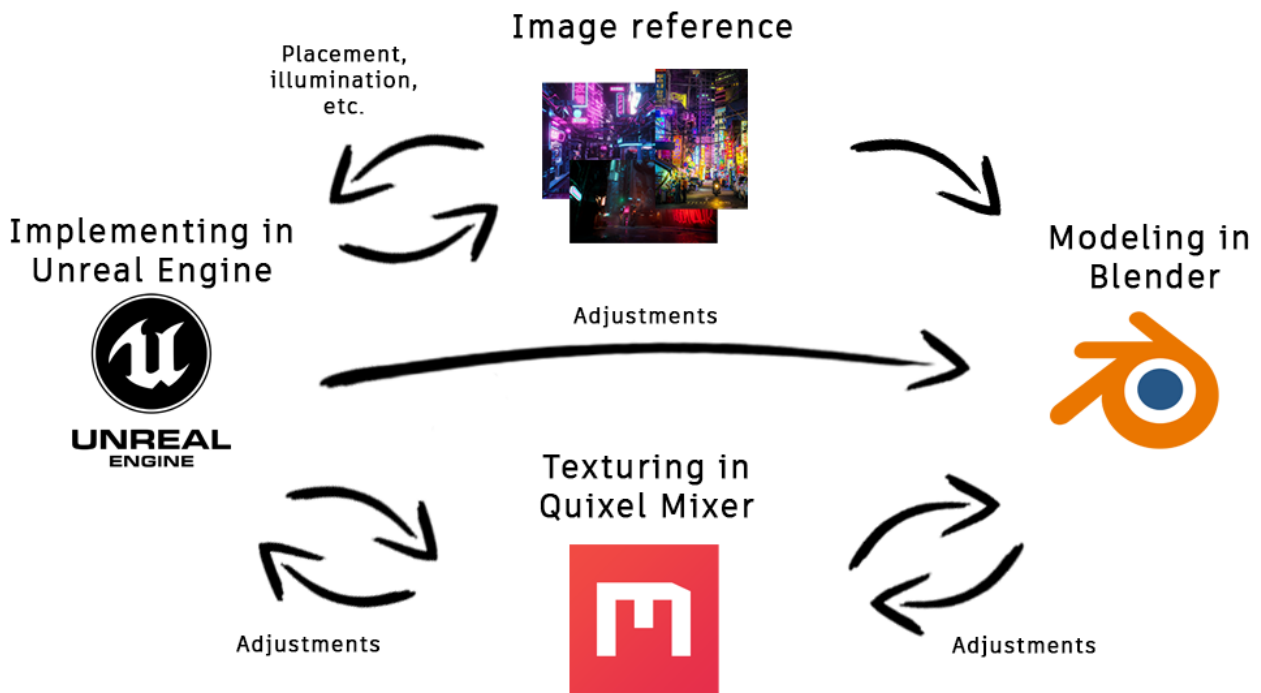 Image reference
Placement,
illumination,
etc.
Implementing in
Unreal Engine
Modeling in
Blender
Adjustments
UNREAL
ENGINE
Texturing in
Quixel Mixer
Adjustments
Adjustments